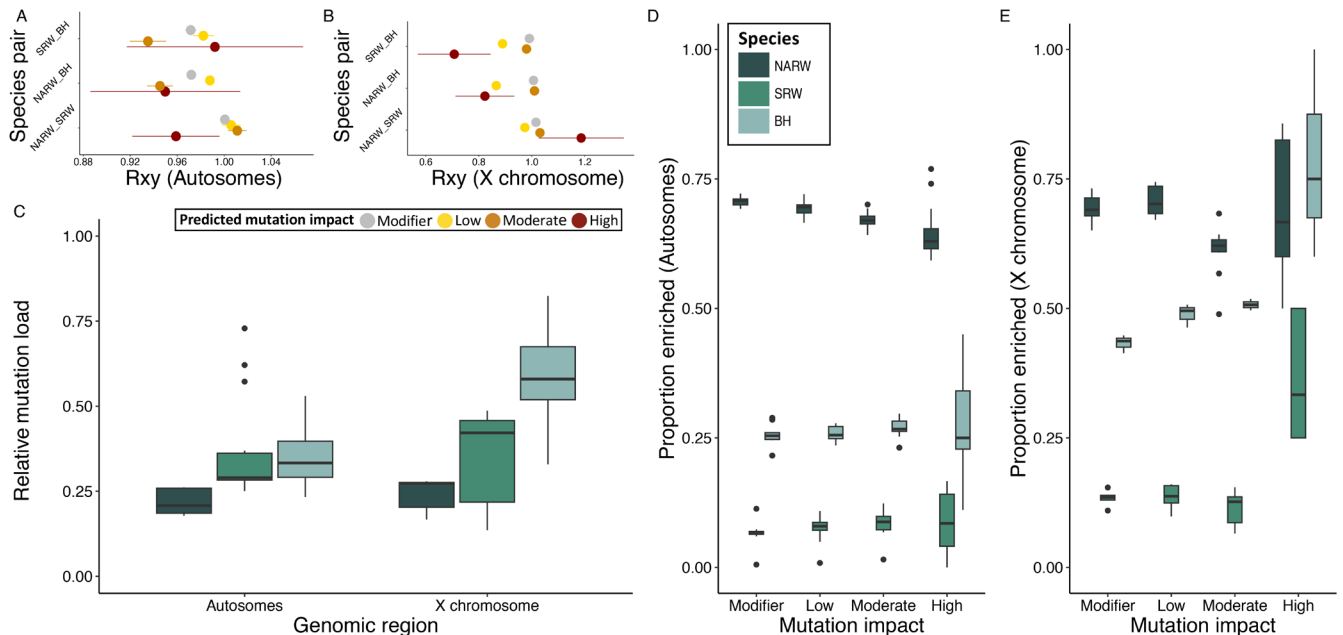 A
Species pair
SRW_BH
NARW_BH
NARW_SRW
0.88 0.92 0.96 1.00 1.04
Rxy (Autosomes)
B
Species pair
SRW_BH
NARW_BH
NARW_SRW
0.6 0.8 1.0 1.2
Rxy (X chromosome)
C
Predicted mutation impact Modifier Low Moderate High
Relative mutation load
1.00
0.75
0.50
0.25
0.00
Autosomes X chromosome
Genomic region
D
Species
NARW
SRW
BH
Proportion enriched (Autosomes)
1.00
0.75
0.50
0.25
0.00
Modifier Low Moderate High
Mutation impact
E
Proportion enriched (X chromosome)
1.00
0.75
0.50
0.25
0.00
Modifier Low Moderate High
Mutation impact